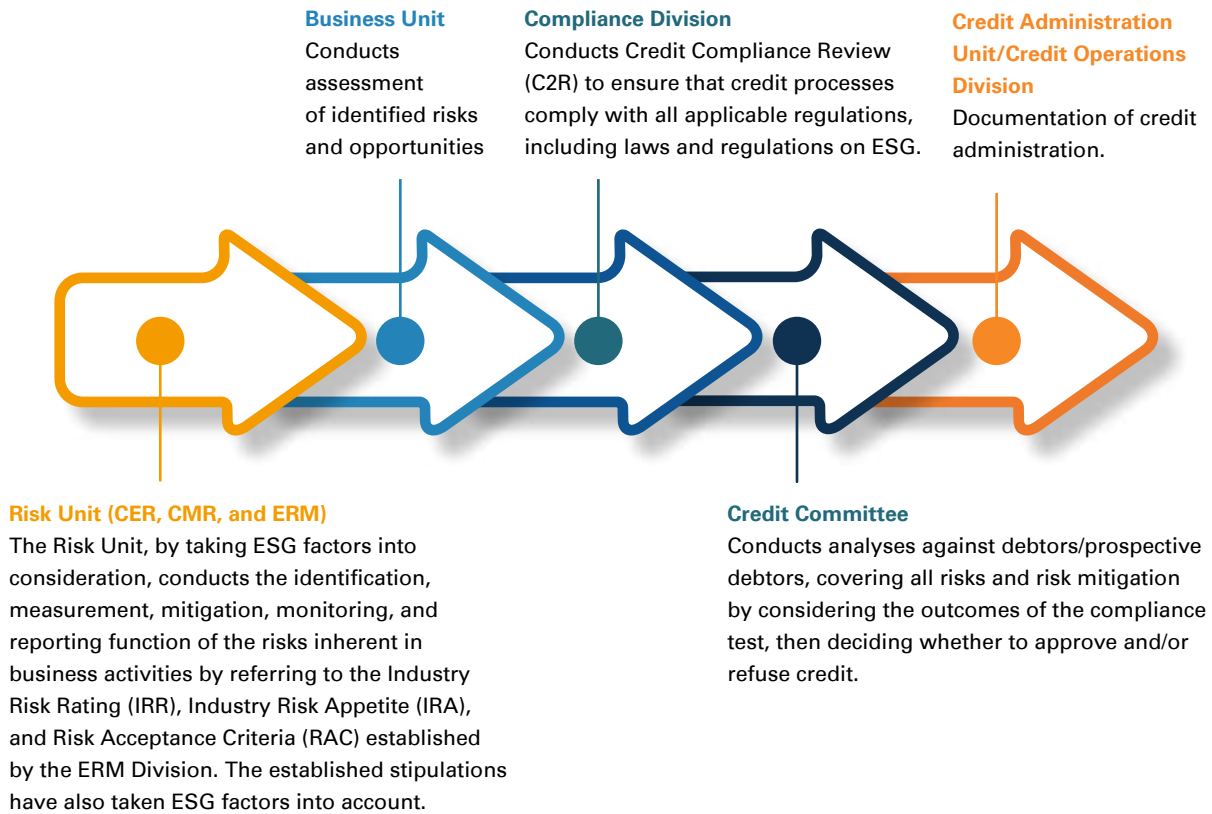 Business Unit
Conducts
assessment
of identified risks
and opportunities
Compliance Division
Conducts Credit Compliance Review
(C2R) to ensure that credit processes
comply with all applicable regulations,
including laws and regulations on ESG.
Credit Administration
Unit/Credit Operations
Division
Documentation of credit
administration.
Risk Unit (CER, CMR, and ERM)
The Risk Unit, by taking ESG factors into
consideration, conducts the identification,
measurement, mitigation, monitoring, and
reporting function of the risks inherent in
business activities by referring to the Industry
Risk Rating (IRR), Industry Risk Appetite (IRA),
and Risk Acceptance Criteria (RAC) established
by the ERM Division. The established stipulations
have also taken ESG factors into account.
Credit Committee
Conducts analyses against debtors/prospective
debtors, covering all risks and risk mitigation
by considering the outcomes of the compliance
test, then deciding whether to approve and/or
refuse credit.